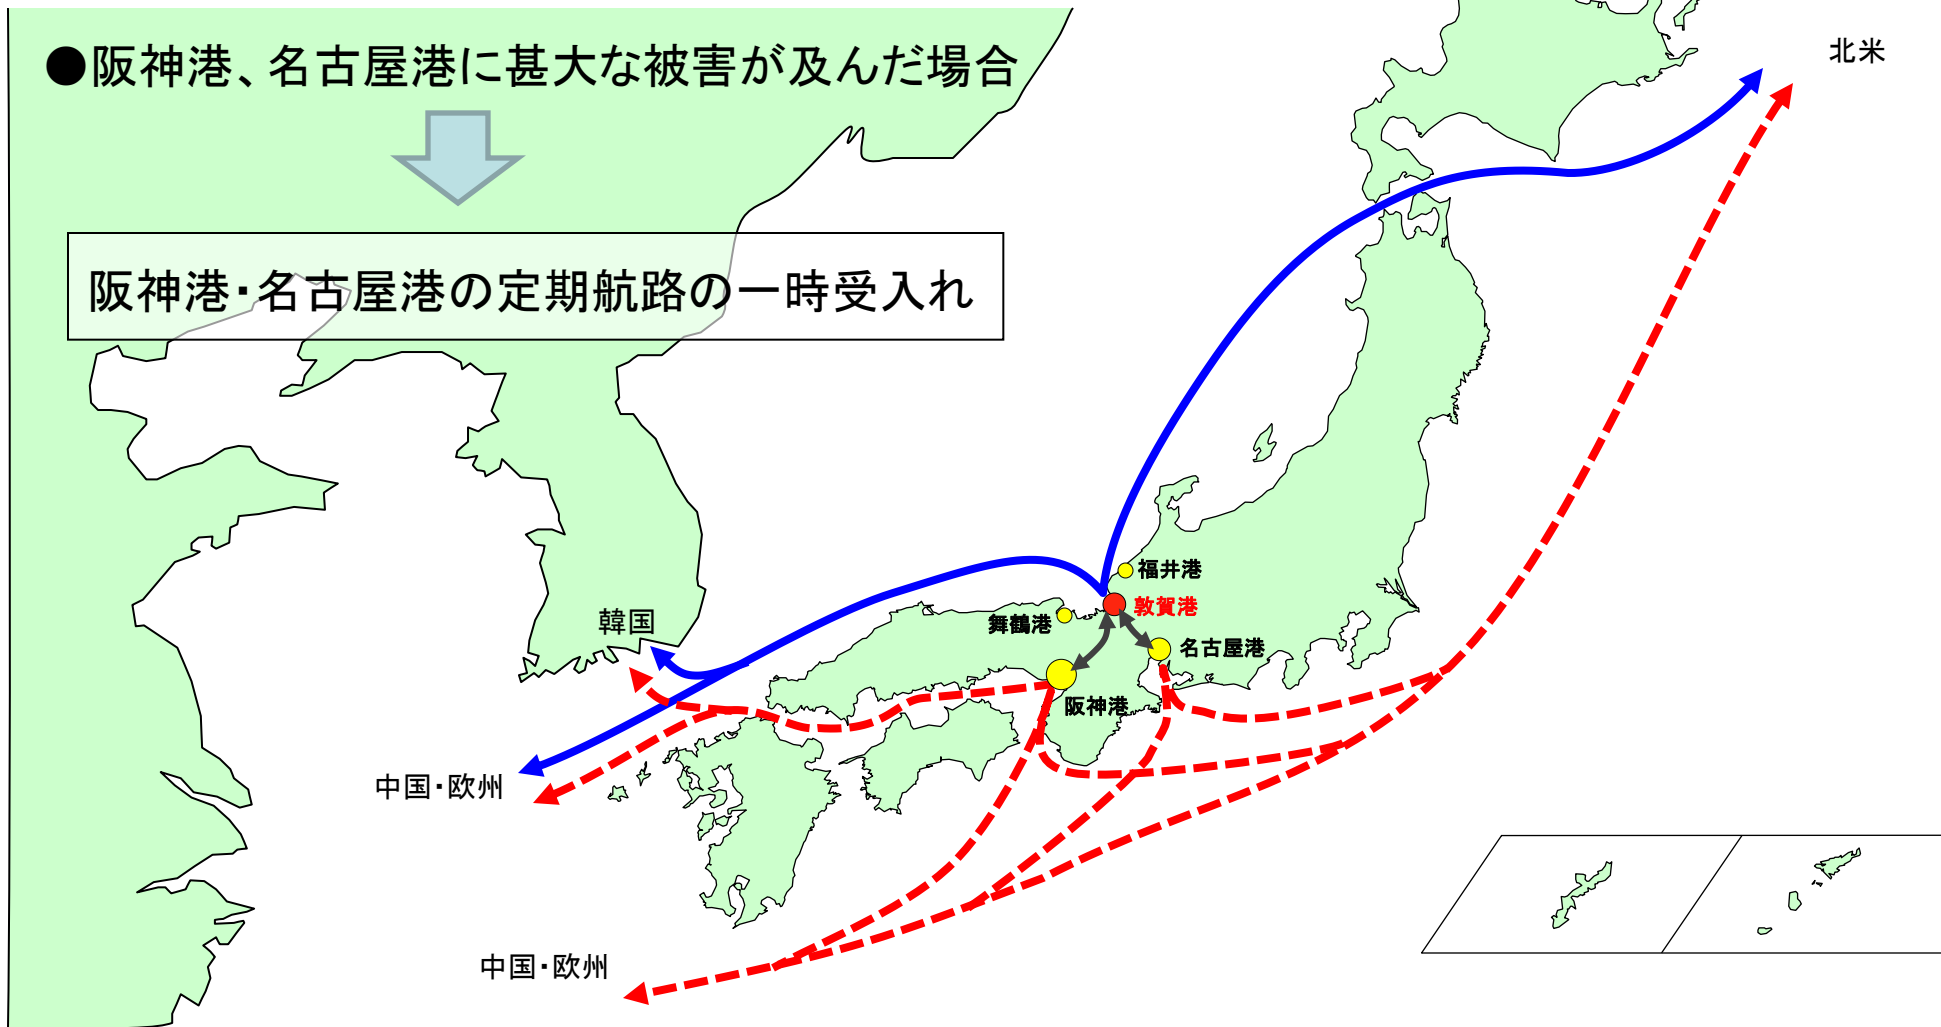 ●阪神港、名古屋港に甚大な被害が及んだ場合
北米
阪神港・名古屋港の定期航路の一時受入れ
福井港
敦賀港
韓国
舞鶴港
名古屋港
阪神港
中国・欧州
中国・欧州